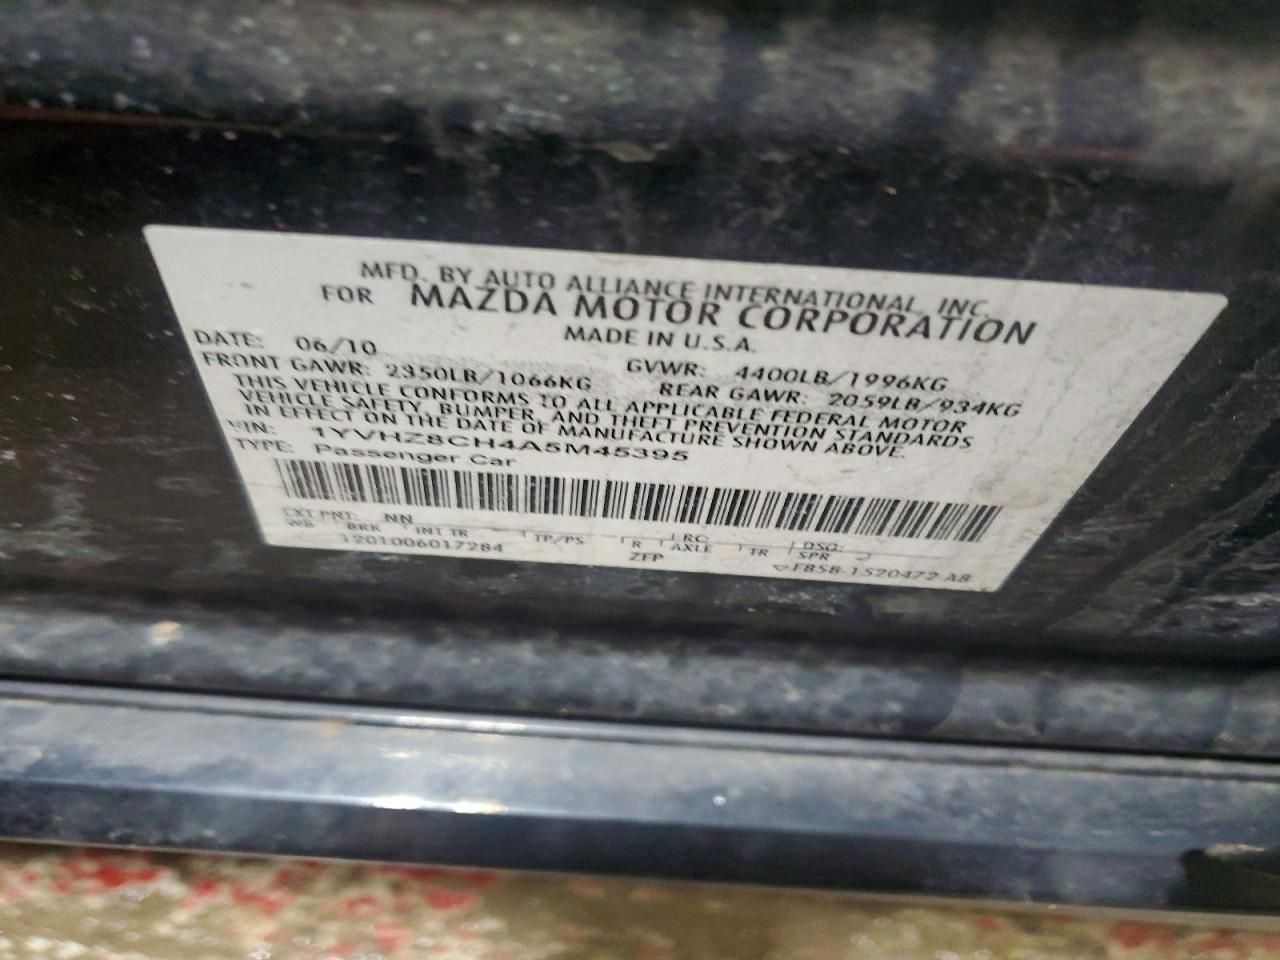 MFD. BY AUTO ALLIANCE INTERNATIONAL, INC.
FOR MAZDA MOTOR CORPORATION
MADE IN U.S.A.
DATE: 06/10 GVWR: 4400LB/1996KG
FRONT GAWR: 2350LB/1066KG REAR GAWR: 2059LB/934KG
THIS VEHICLE CONFORMS TO ALL APPLICABLE FEDERAL MOTOR
VEHICLE SAFETY, BUMPER, AND THEFT PREVENTION STANDARDS
IN EFFECT ON THE DATE OF MANUFACTURE SHOWN ABOVE.
VIN: 1YVHZ8CH4A5M45395
TYPE: Passenger Car
EXT PNT: NN RC: DSO:
WB BRK INT TR TP/PS R AXLE TR SPR
1201006017284 ZFP F85B-1520472-AB